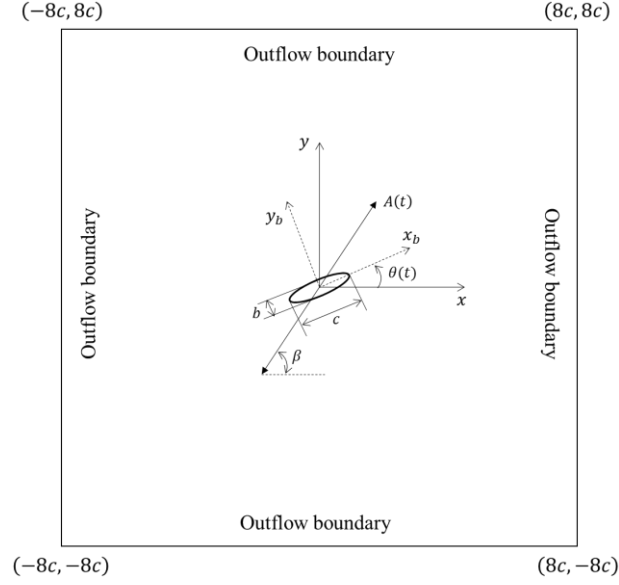 (−8c, 8c)
(8c, 8c)
Outflow boundary
y
A(t)
y_b
x_b
Outflow boundary
Outflow boundary
θ(t)
x
b
c
β
Outflow boundary
(−8c, −8c)
(8c, −8c)